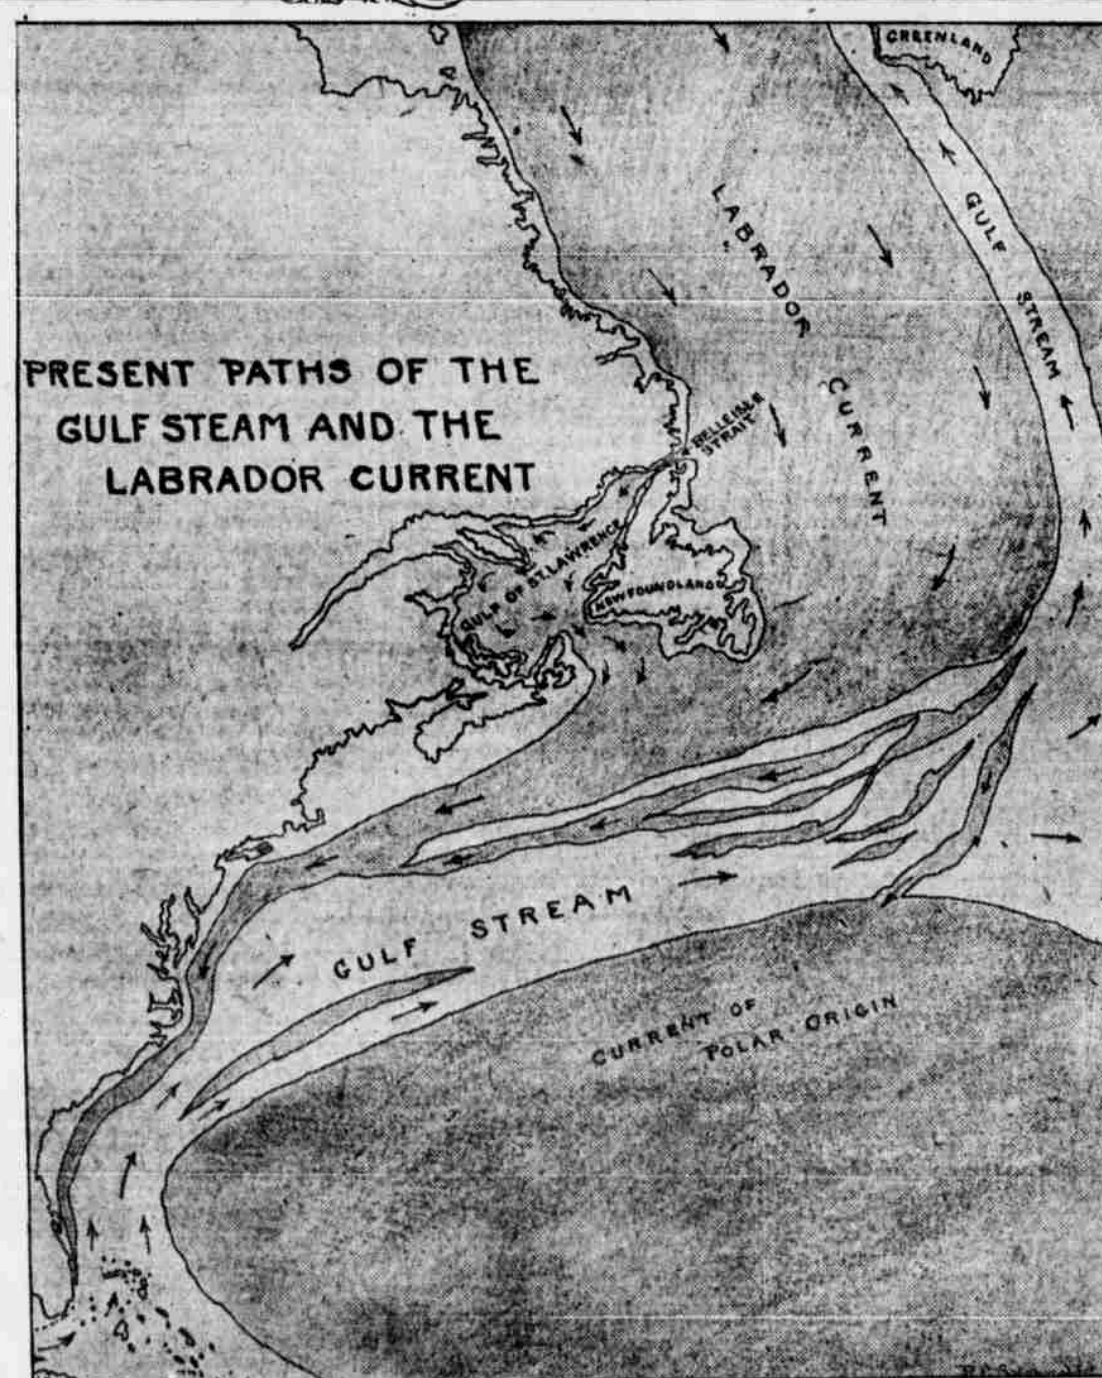 GREENLAND
GULF STREAM
LABRADOR CURRENT
PRESENT PATHS OF THE
GULF STEAM AND THE
LABRADOR CURRENT
BELLEISLE
STRAIT
GULF OF ST. LAWRENCE
NEWFOUNDLAND
GULF STREAM
CURRENT OF
POLAR ORIGIN